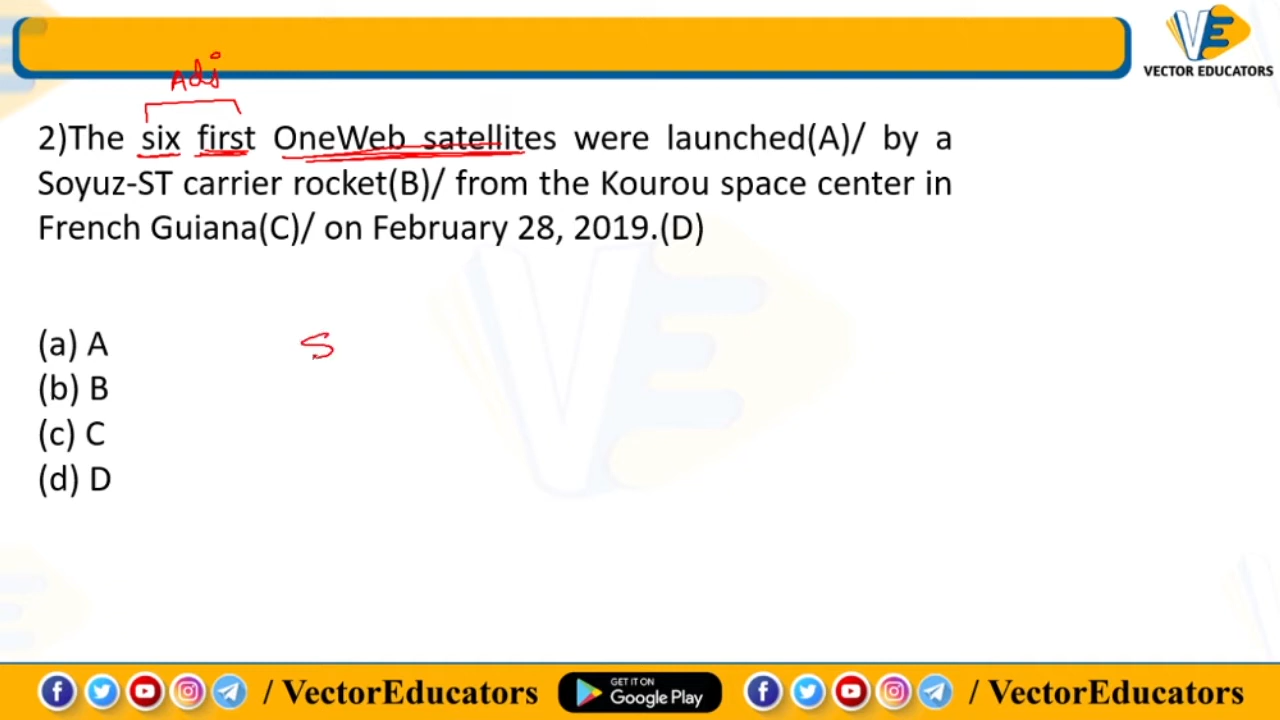 VECTOR EDUCATORS
Adj
2)The six first OneWeb satellites were launched(A)/ by a
Soyuz-ST carrier rocket(B)/ from the Kourou space center in
French Guiana(C)/ on February 28, 2019.(D)
(a) A
S
(b) B
(c) C
(d) D
/ VectorEducators
GET IT ON
Google Play
/ VectorEducators